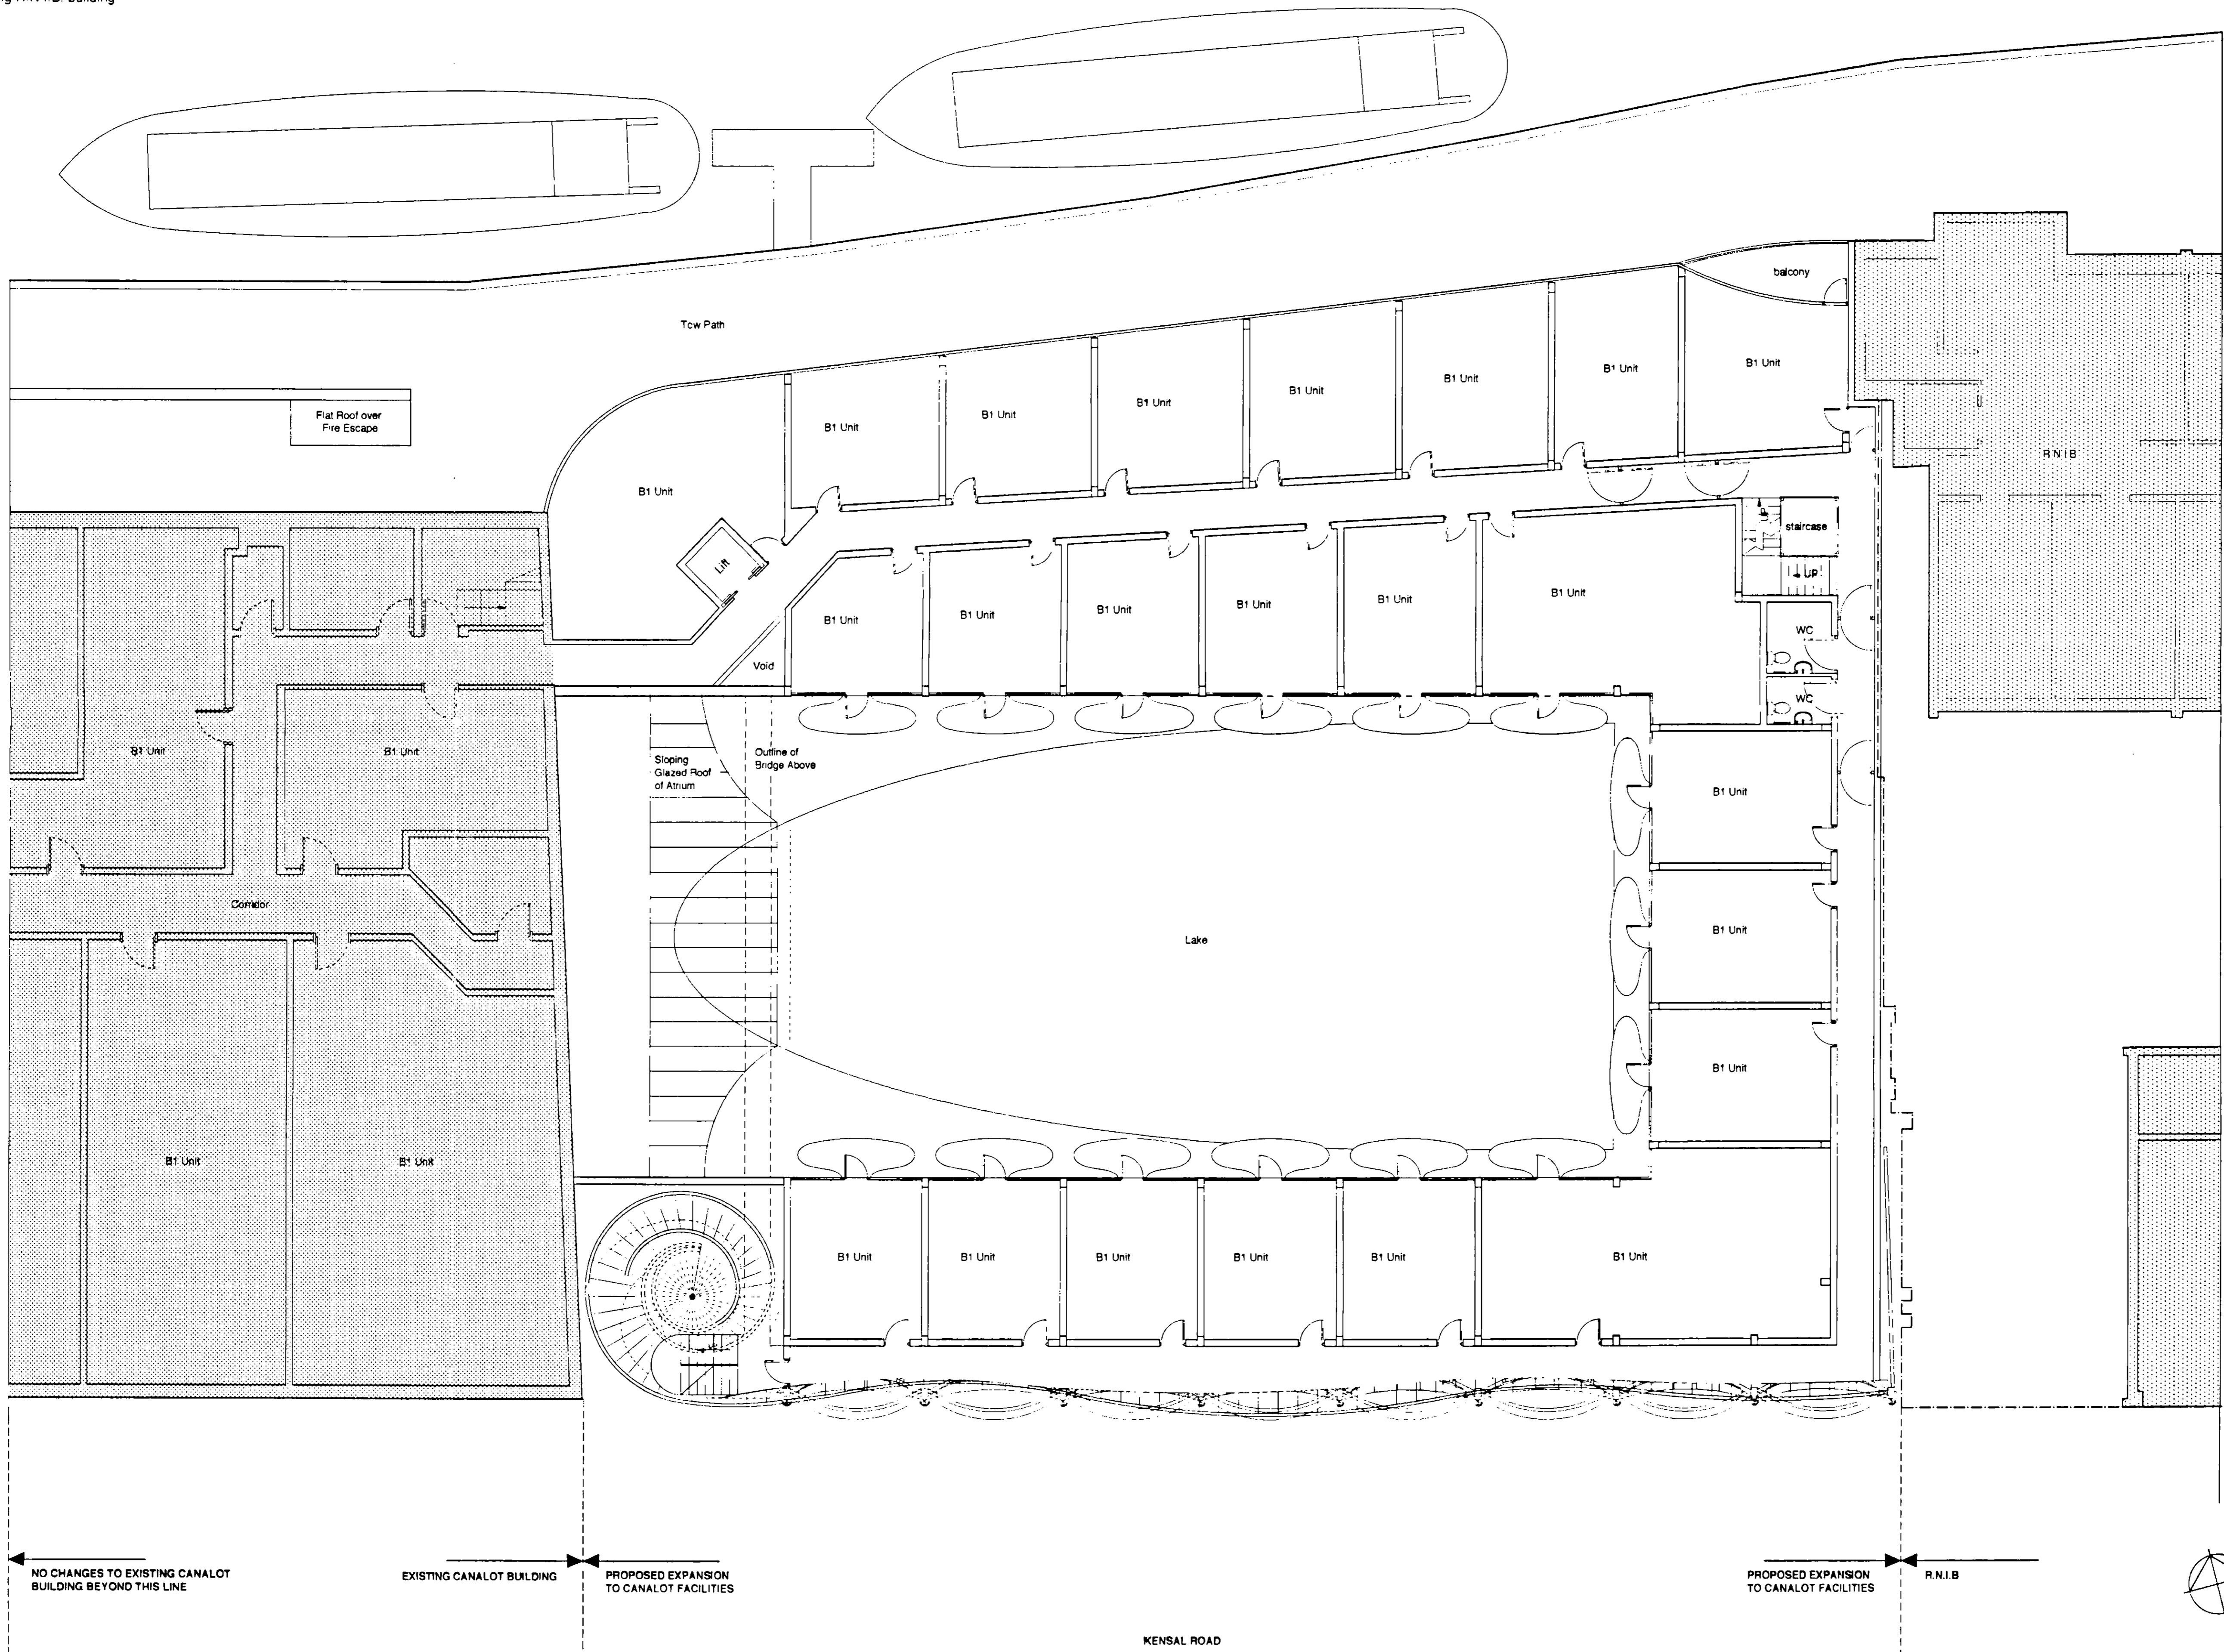 building
balcony
Tow Path
B1 Unit
B1 Unit
B1 Unit
B1 Unit
B1 Unit
B1 Unit
B1 Unit
Flat Roof over
Fire Escape
B1 Unit
R N I B
UP
staircase
Lift
UP
B1 Unit
B1 Unit
B1 Unit
B1 Unit
B1 Unit
B1 Unit
WC
Void
WC
B1 Unit
B1 Unit
Sloping
Glazed Roof
of Atrium
Outline of
Bridge Above
B1 Unit
Corridor
Lake
B1 Unit
B1 Unit
B1 Unit
B1 Unit
B1 Unit
B1 Unit
B1 Unit
B1 Unit
B1 Unit
B1 Unit
NO CHANGES TO EXISTING CANALOT
BUILDING BEYOND THIS LINE
EXISTING CANALOT BUILDING
PROPOSED EXPANSION
TO CANALOT FACILITIES
PROPOSED EXPANSION
TO CANALOT FACILITIES
R.N.I.B
KENSAL ROAD